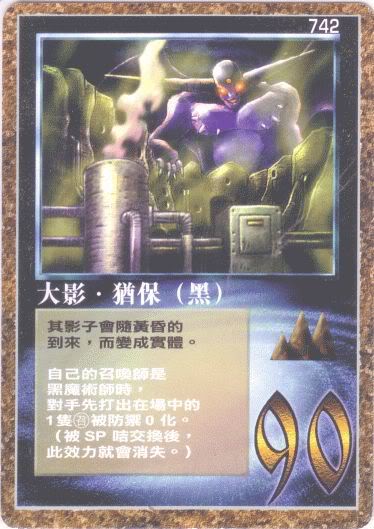 742
大影·猶保（黑）
其影子會隨黃昏的
到來，而變成實體。
自己的召喚師是
黑魔術師時，
對手先打出在場中的
1隻㊁被防禦0化。
（被SP咭交換後，
此效力就會消失。）
90